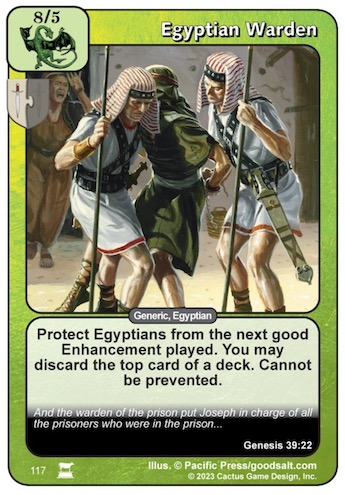 8/5
Egyptian Warden
Generic, Egyptian
Protect Egyptians from the next good
Enhancement played. You may
discard the top card of a deck. Cannot
be prevented.
And the warden of the prison put Joseph in charge of all
the prisoners who were in the prison...
Genesis 39:22
Illus. © Pacific Press/goodsalt.com
117
© 2023 Cactus Game Design, Inc.